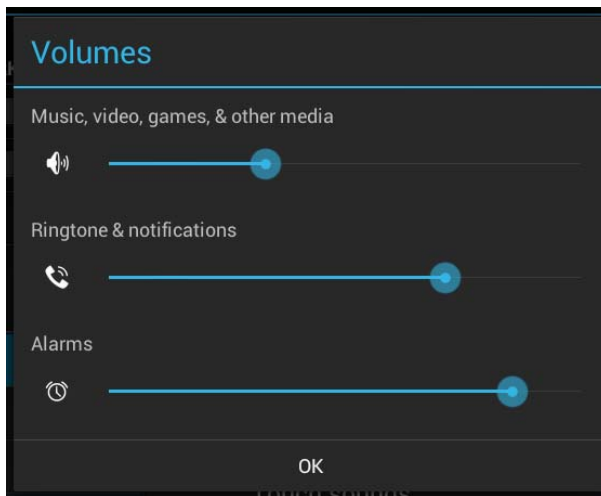 Volumes
Music, video, games, & other media
Ringtone & notifications
Alarms
OK